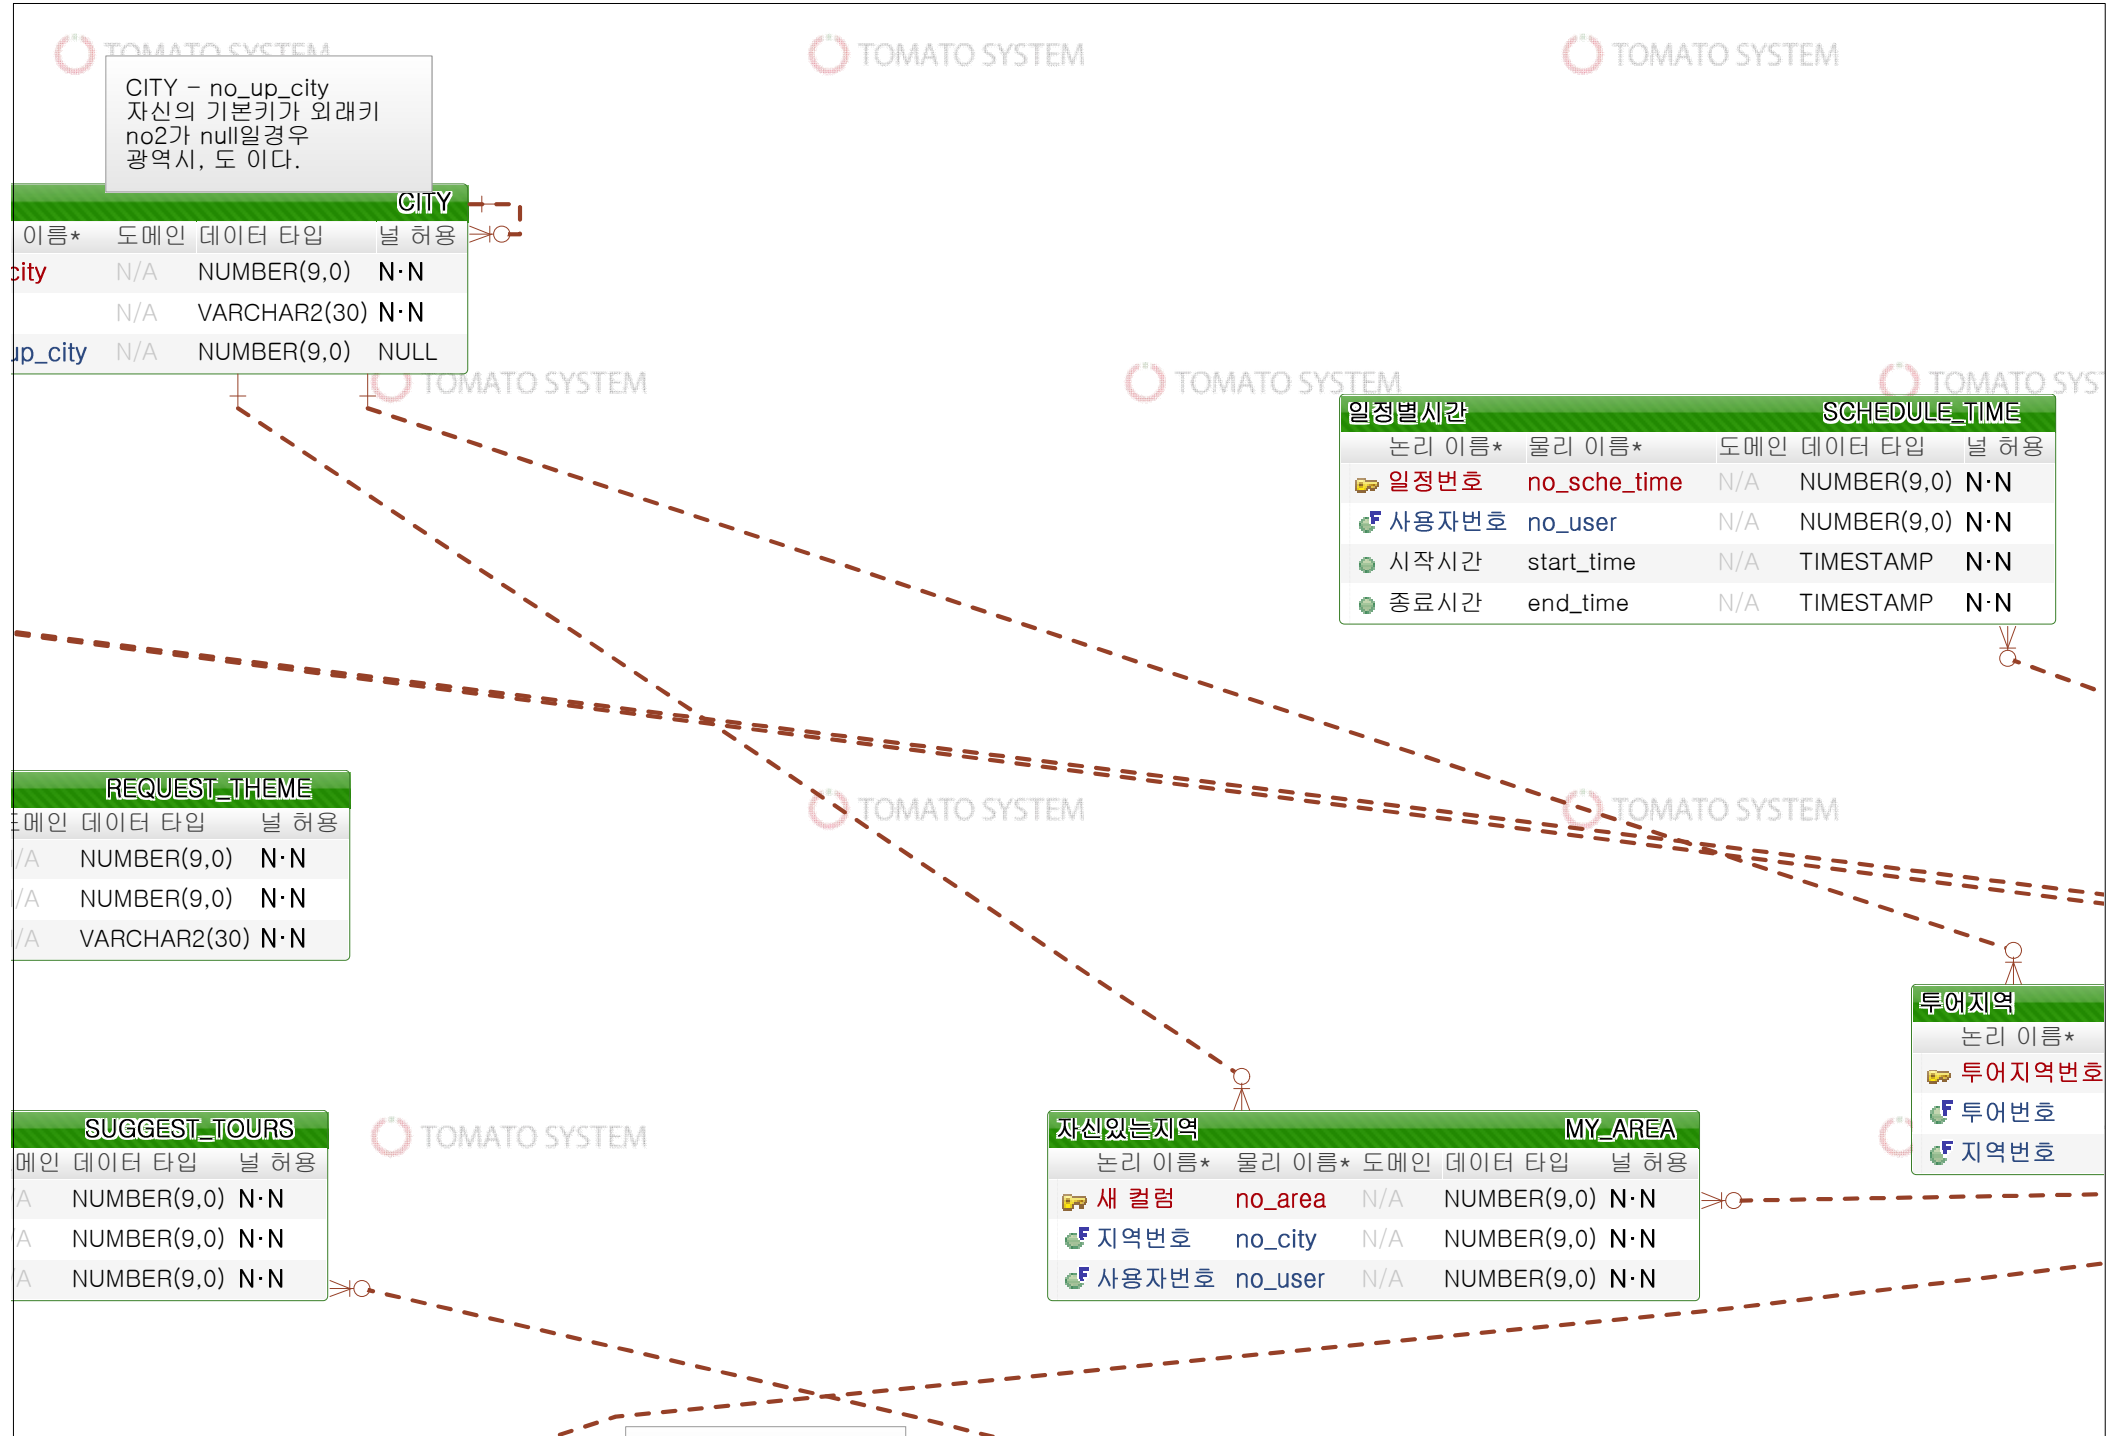 TOMATO SYSTEM
TOMATO SYSTEM
TOMATO SYSTEM
CITY - no_up_city
자신의 기본키가 외래키
no2가 null일경우
광역시, 도 이다.
CITY
이름* 도메인 데이터 타입 널 허용
city N/A NUMBER(9,0) N·N
N/A VARCHAR2(30) N·N
up_city N/A NUMBER(9,0) NULL
TOMATO SYSTEM
TOMATO SYSTEM
TOMATO SYS
일정별시간 SCHEDULE_TIME
논리 이름* 물리 이름* 도메인 데이터 타입 널 허용
일정번호 no_sche_time N/A NUMBER(9,0) N·N
사용자번호 no_user N/A NUMBER(9,0) N·N
시작시간 start_time N/A TIMESTAMP N·N
종료시간 end_time N/A TIMESTAMP N·N
REQUEST_THEME
도메인 데이터 타입 널 허용
/A NUMBER(9,0) N·N
/A NUMBER(9,0) N·N
/A VARCHAR2(30) N·N
TOMATO SYSTEM
TOMATO SYSTEM
투어지역
논리 이름*
투어지역번호
투어번호
지역번호
SUGGEST_TOURS
메인 데이터 타입 널 허용
A NUMBER(9,0) N·N
A NUMBER(9,0) N·N
A NUMBER(9,0) N·N
TOMATO SYSTEM
자신있는지역 MY_AREA
논리 이름* 물리 이름* 도메인 데이터 타입 널 허용
새 컬럼 no_area N/A NUMBER(9,0) N·N
지역번호 no_city N/A NUMBER(9,0) N·N
사용자번호 no_user N/A NUMBER(9,0) N·N